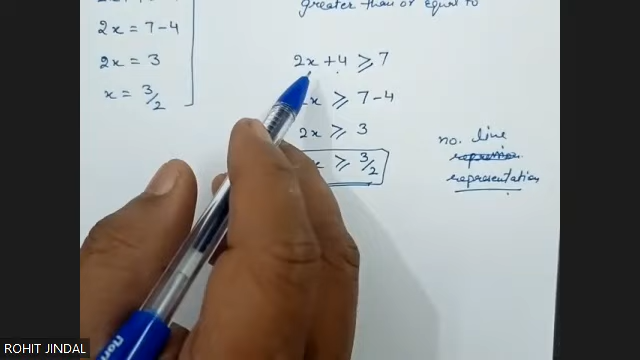 2x = 7-4
2x = 3
x = 3/2
greater than or equal to
2x + 4 ⩾ 7
x ⩾ 7-4
2x ⩾ 3
x ⩾ 3/2
no. line
representation
ROHIT JINDAL